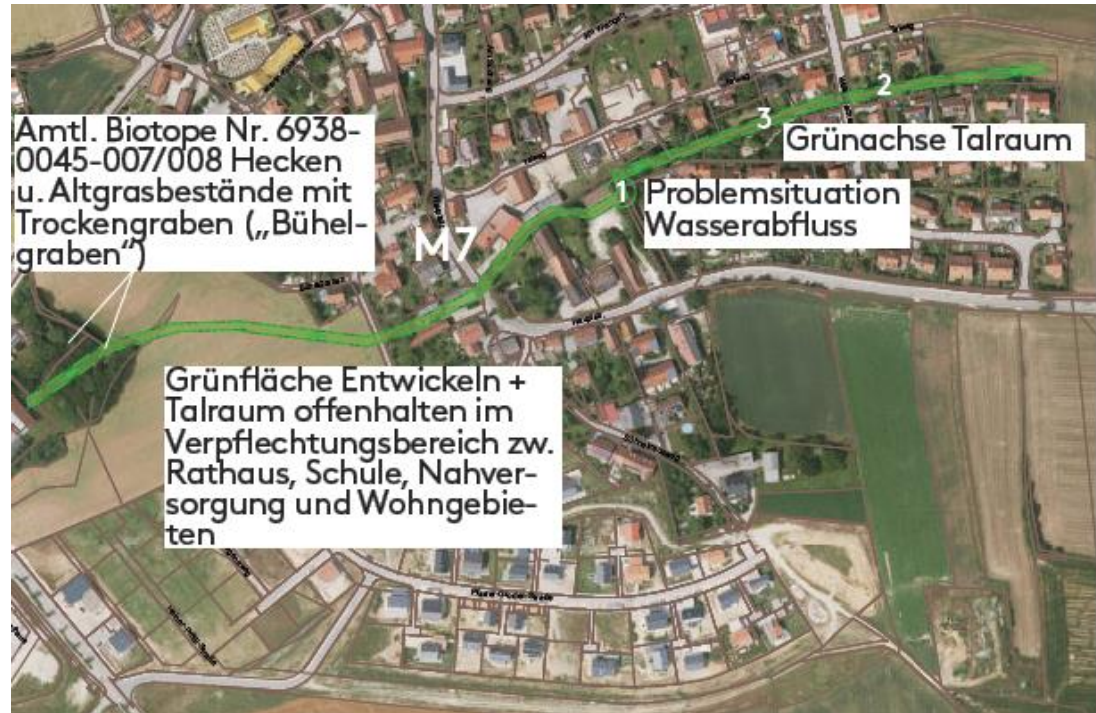 Amtl. Biotope Nr. 6938-
0045-007/008 Hecken
u. Altgrasbestände mit
Trockengraben („Bühel-
graben“)
M7
1
Problemsituation
Wasserabfluss
2
3
Grünachse Talraum
Grünfläche Entwickeln +
Talraum offenhalten im
Verpflechtungsbereich zw.
Rathaus, Schule, Nahver-
sorgung und Wohngebie-
ten